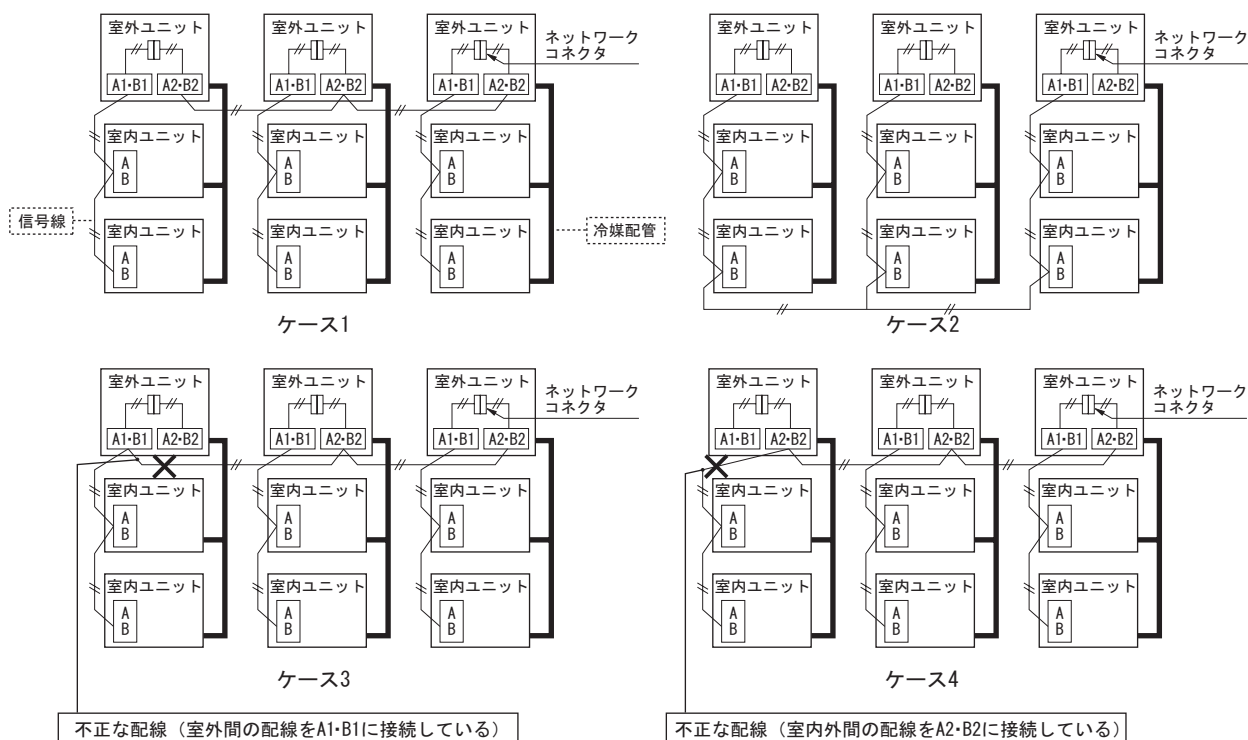 室外ユニット 室外ユニット 室外ユニット ネットワーク
コネクタ
A1・B1 A2・B2 A1・B1 A2・B2 A1・B1 A2・B2
室内ユニット 室内ユニット 室内ユニット
A
B
A
B
A
B
信号線
冷媒配管
室内ユニット 室内ユニット 室内ユニット
A
B
A
B
A
B
ケース1
室外ユニット 室外ユニット 室外ユニット ネットワーク
コネクタ
A1・B1 A2・B2 A1・B1 A2・B2 A1・B1 A2・B2
室内ユニット 室内ユニット 室内ユニット
A
B
A
B
A
B
室内ユニット 室内ユニット 室内ユニット
A
B
A
B
A
B
ケース2
室外ユニット 室外ユニット 室外ユニット ネットワーク
コネクタ
A1・B1 A2・B2 A1・B1 A2・B2 A1・B1 A2・B2
室内ユニット 室内ユニット 室内ユニット
A
B
A
B
A
B
室内ユニット 室内ユニット 室内ユニット
A
B
A
B
A
B
ケース3
不正な配線（室外間の配線をA1・B1に接続している）
室外ユニット 室外ユニット 室外ユニット ネットワーク
コネクタ
A1・B1 A2・B2 A1・B1 A2・B2 A1・B1 A2・B2
室内ユニット 室内ユニット 室内ユニット
A
B
A
B
A
B
室内ユニット 室内ユニット 室内ユニット
A
B
A
B
A
B
ケース4
不正な配線（室内外間の配線をA2・B2に接続している）